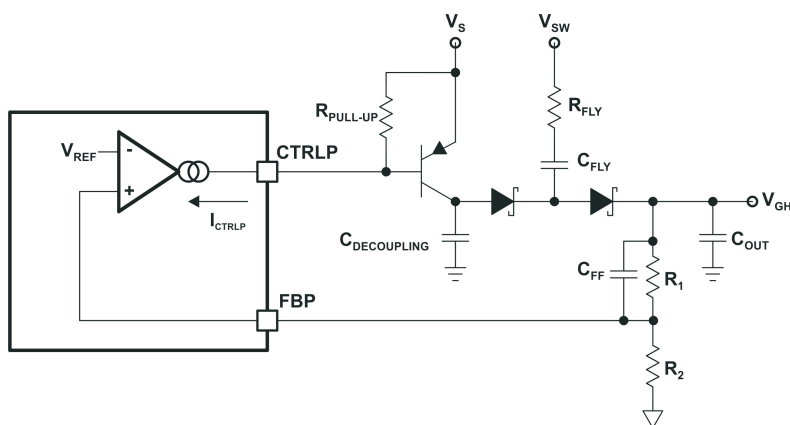 V_S
V_SW
R_PULL-UP
R_FLY
V_REF
-
+
CTRLP
C_FLY
I_CTRLP
V_GH
C_DECOUPLING
C_OUT
C_FF
R_1
FBP
R_2